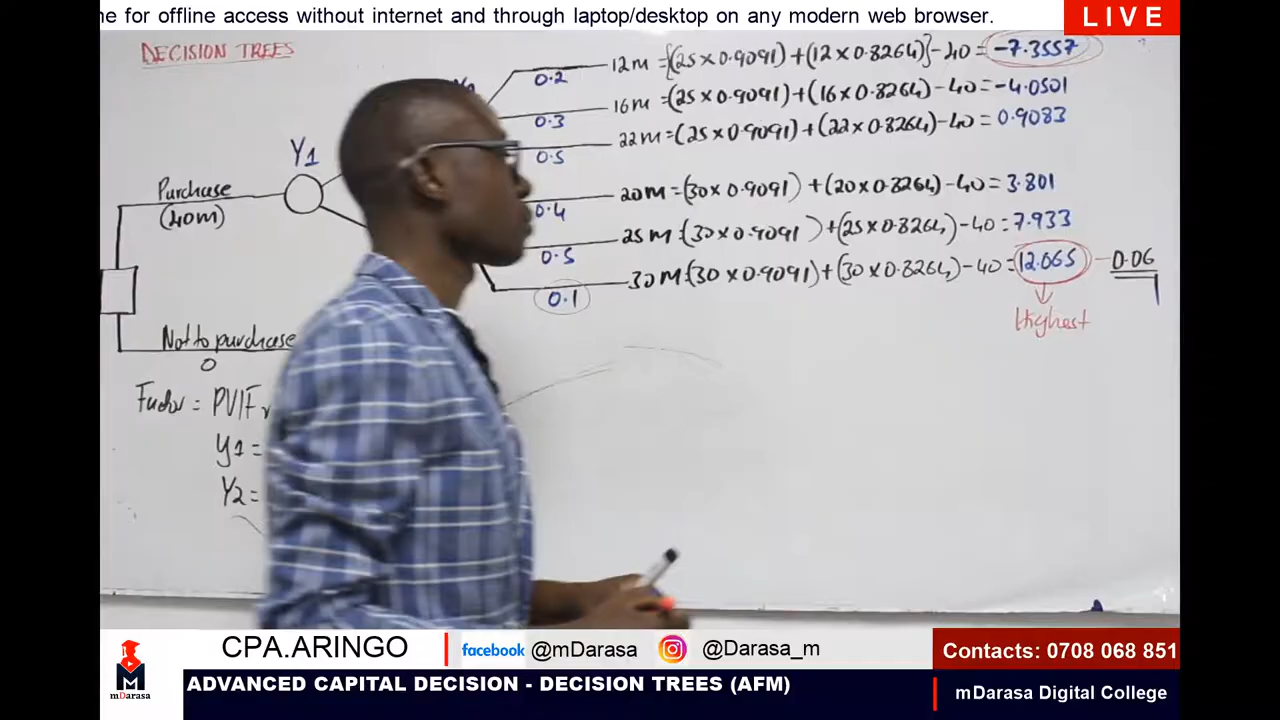 ne for offline access without internet and through laptop/desktop on any modern web browser.
LIVE
DECISION TREES
0.2 12M = {(25×0.9091)+(12×0.8264)}-40 = -7.3557
0.3 16M = (25×0.9091)+(16×0.8264)-40 = -4.0501
0.5 22M = (25×0.9091)+(22×0.8264)-40 = 0.9083
Y1
Purchase
(40M)
0.4 20M = (30×0.9091)+(20×0.8264)-40 = 3.801
0.5 25M = (30×0.9091)+(25×0.8264)-40 = 7.933
0.1 30M = (30×0.9091)+(30×0.8264)-40 = 12.065 - 0.06
Highest
Not to purchase
0
Factor = PVIF
Y1 =
Y2 =
CPA.ARINGO
facebook @mDarasa
@Darasa_m
Contacts: 0708 068 851
mDarasa
ADVANCED CAPITAL DECISION - DECISION TREES (AFM)
mDarasa Digital College